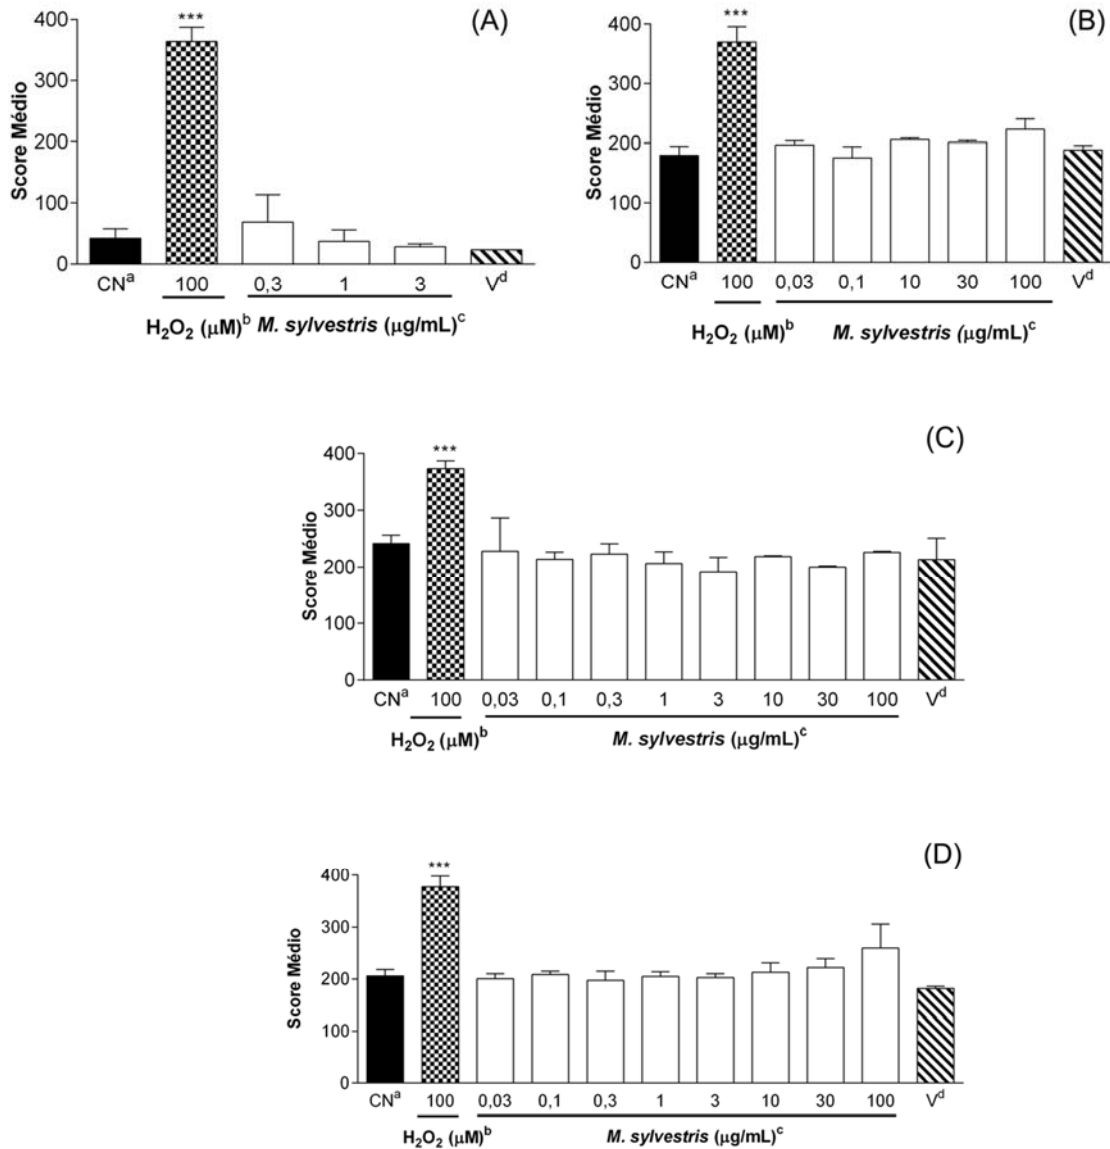 (A)
Score Médio
400
300
200
100
0
***
CNᵃ 100 0,3 1 3 Vᵈ
H₂O₂ (μM)ᵇ M. sylvestris (μg/mL)ᶜ
(B)
Score Médio
400
300
200
100
0
***
CNᵃ 100 0,03 0,1 10 30 100 Vᵈ
H₂O₂ (μM)ᵇ M. sylvestris (μg/mL)ᶜ
(C)
Score Médio
400
300
200
100
0
***
CNᵃ 100 0,03 0,1 0,3 1 3 10 30 100 Vᵈ
H₂O₂ (μM)ᵇ M. sylvestris (μg/mL)ᶜ
(D)
Score Médio
400
300
200
100
0
***
CNᵃ 100 0,03 0,1 0,3 1 3 10 30 100 Vᵈ
H₂O₂ (μM)ᵇ M. sylvestris (μg/mL)ᶜ